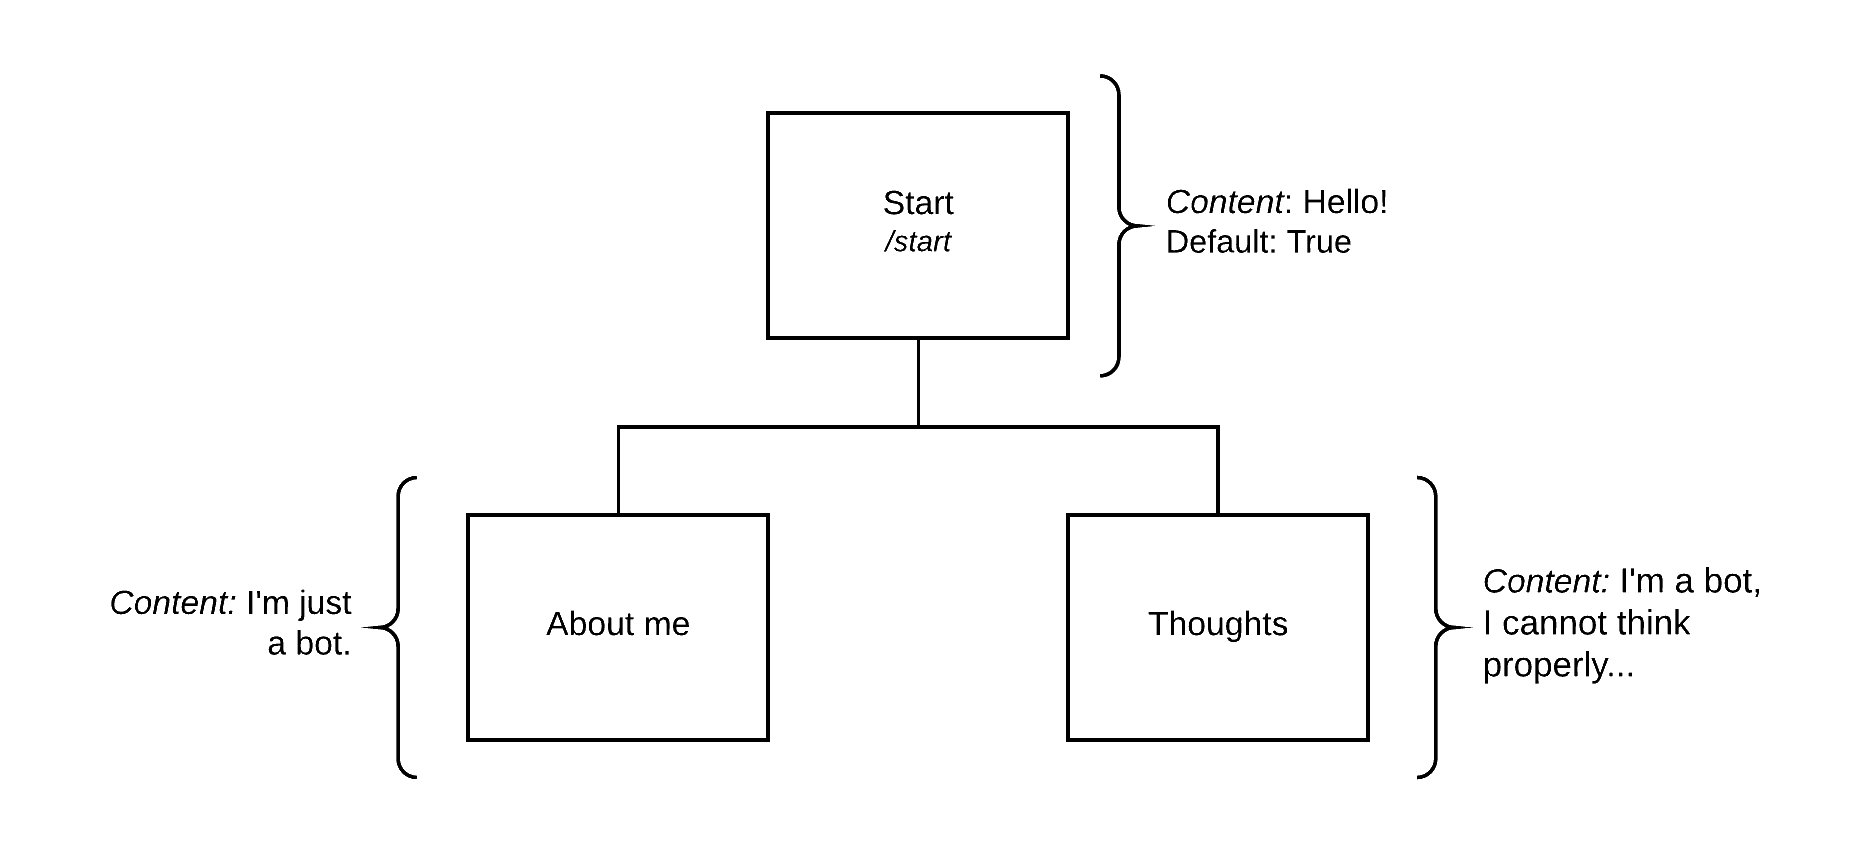 Start
/start
Content: Hello!
Default: True
Content: I'm just
a bot.
About me
Thoughts
Content: I'm a bot,
I cannot think
properly...